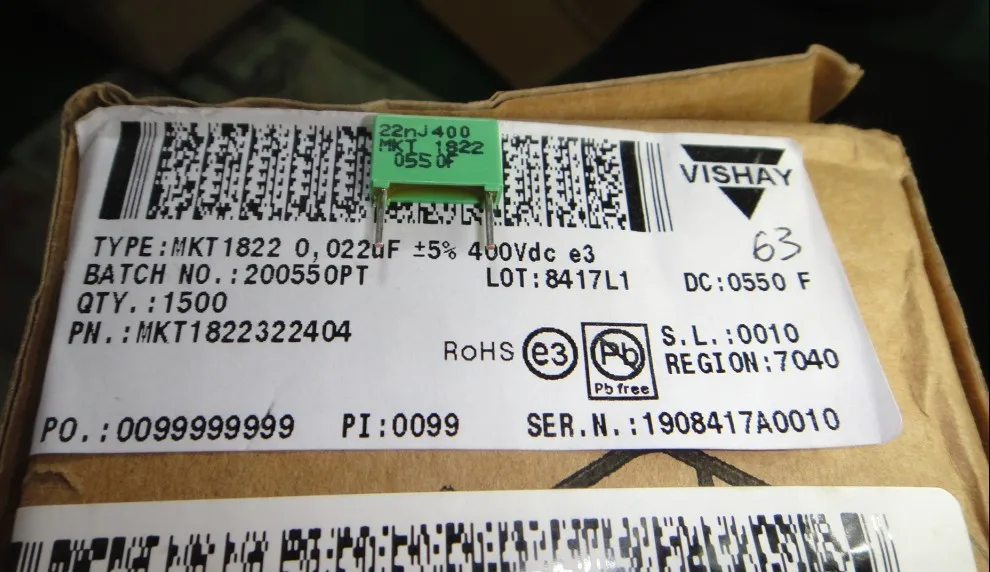 22nJ400
MKT 1822
0550F
VISHAY
63
TYPE:MKT1822 0,022uF ±5% 400Vdc e3
BATCH NO.:200550PT LOT:8417L1 DC:0550 F
QTY.:1500
PN.:MKT1822322404
RoHS e3 Pb Pb free
S.L.:0010
REGION:7040
PO.:0099999999 PI:0099 SER.N.:1908417A0010